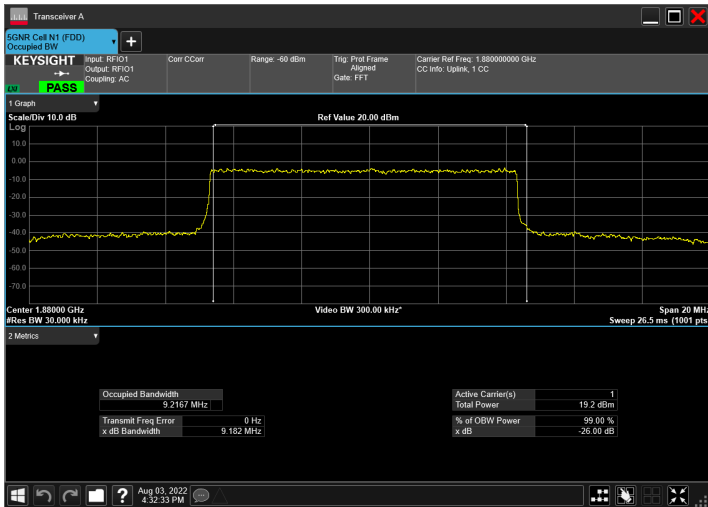 Transceiver A
5GNR Cell N1 (FDD)
Occupied BW
KEYSIGHT
Input: RFIO1
Output: RFIO1
Coupling: AC
Corr CCorr
Range: -60 dBm
Trig: Prot Frame
Aligned
Gate: FFT
Carrier Ref Freq: 1.880000000 GHz
CC Info: Uplink, 1 CC
LXI
PASS
1 Graph
Scale/Div 10.0 dB
Ref Value 20.00 dBm
Log
10.0
0.00
-10.0
-20.0
-30.0
-40.0
-50.0
-60.0
-70.0
Center 1.88000 GHz
Video BW 300.00 kHz*
Span 20 MHz
#Res BW 30.000 kHz
Sweep 26.5 ms (1001 pts
2 Metrics
Occupied Bandwidth
9.2167 MHz
Transmit Freq Error 0 Hz
x dB Bandwidth 9.182 MHz
Active Carrier(s) 1
Total Power 19.2 dBm
% of OBW Power 99.00 %
x dB -26.00 dB
Aug 03, 2022
4:32:33 PM